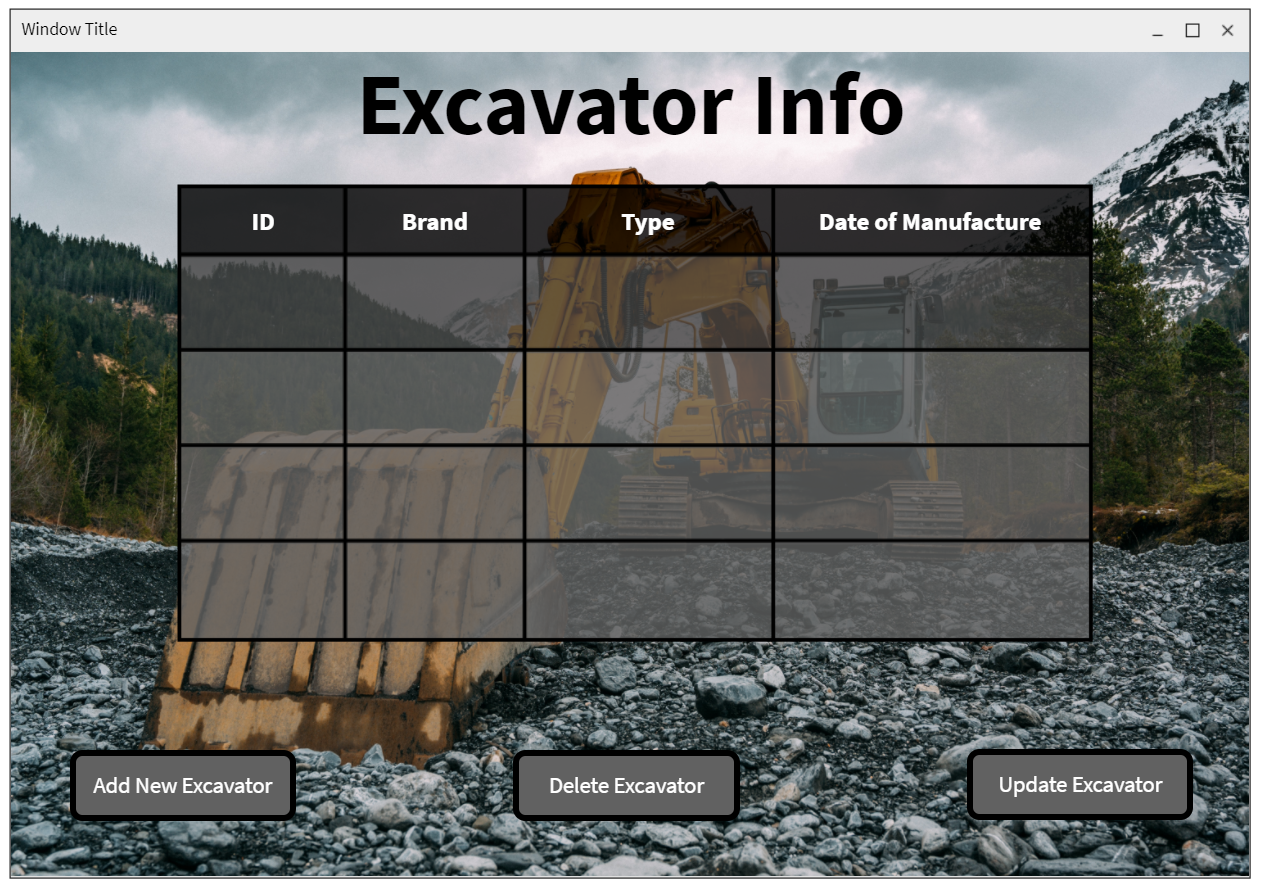 Window Title
Excavator Info
ID Brand Type Date of Manufacture
Add New Excavator Delete Excavator Update Excavator